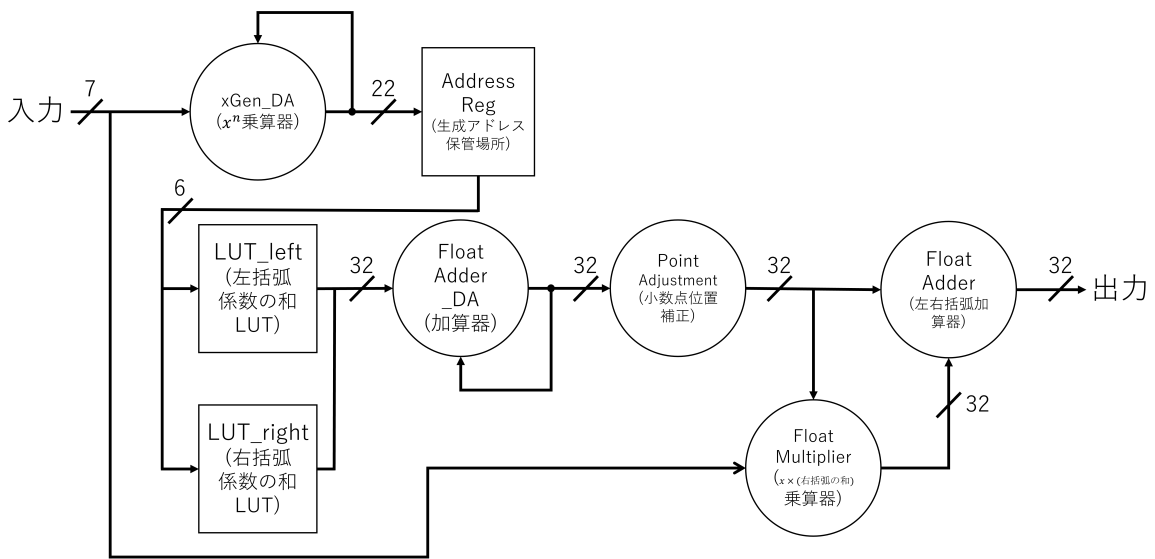 入力
7
xGen_DA
(xⁿ乗算器)
22
Address
Reg
(生成アドレス
保管場所)
6
LUT_left
(左括弧
係数の和
LUT)
32
Float
Adder
_DA
(加算器)
32
Point
Adjustment
(小数点位置
補正)
32
Float
Adder
(左右括弧加
算器)
32
出力
LUT_right
(右括弧
係数の和
LUT)
Float
Multiplier
(x×(右括弧の和)
乗算器)
32